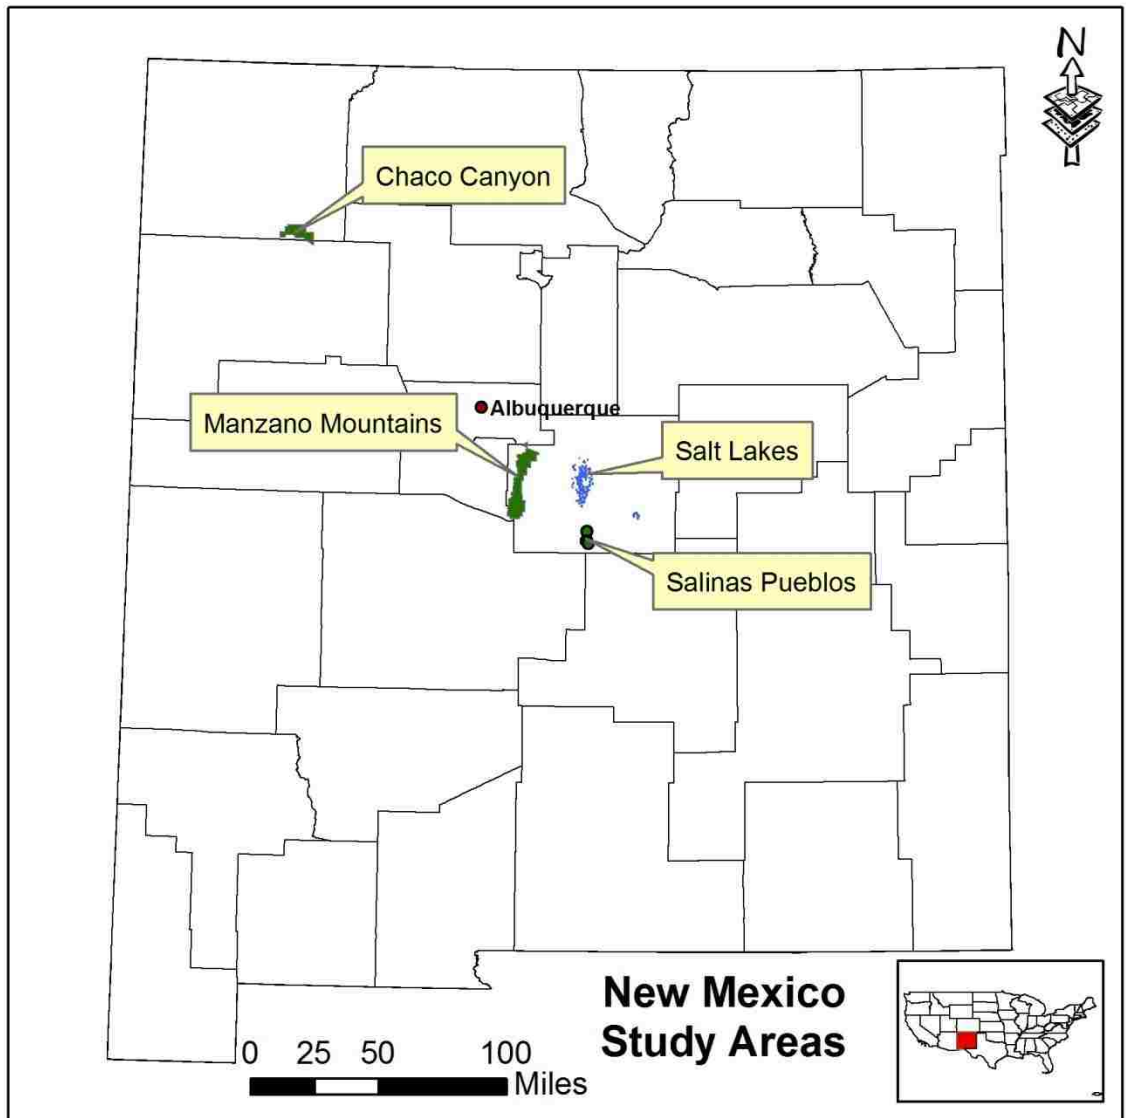 N
Chaco Canyon
Albuquerque
Manzano Mountains
Salt Lakes
Salinas Pueblos
New Mexico
Study Areas
0 25 50 100
Miles